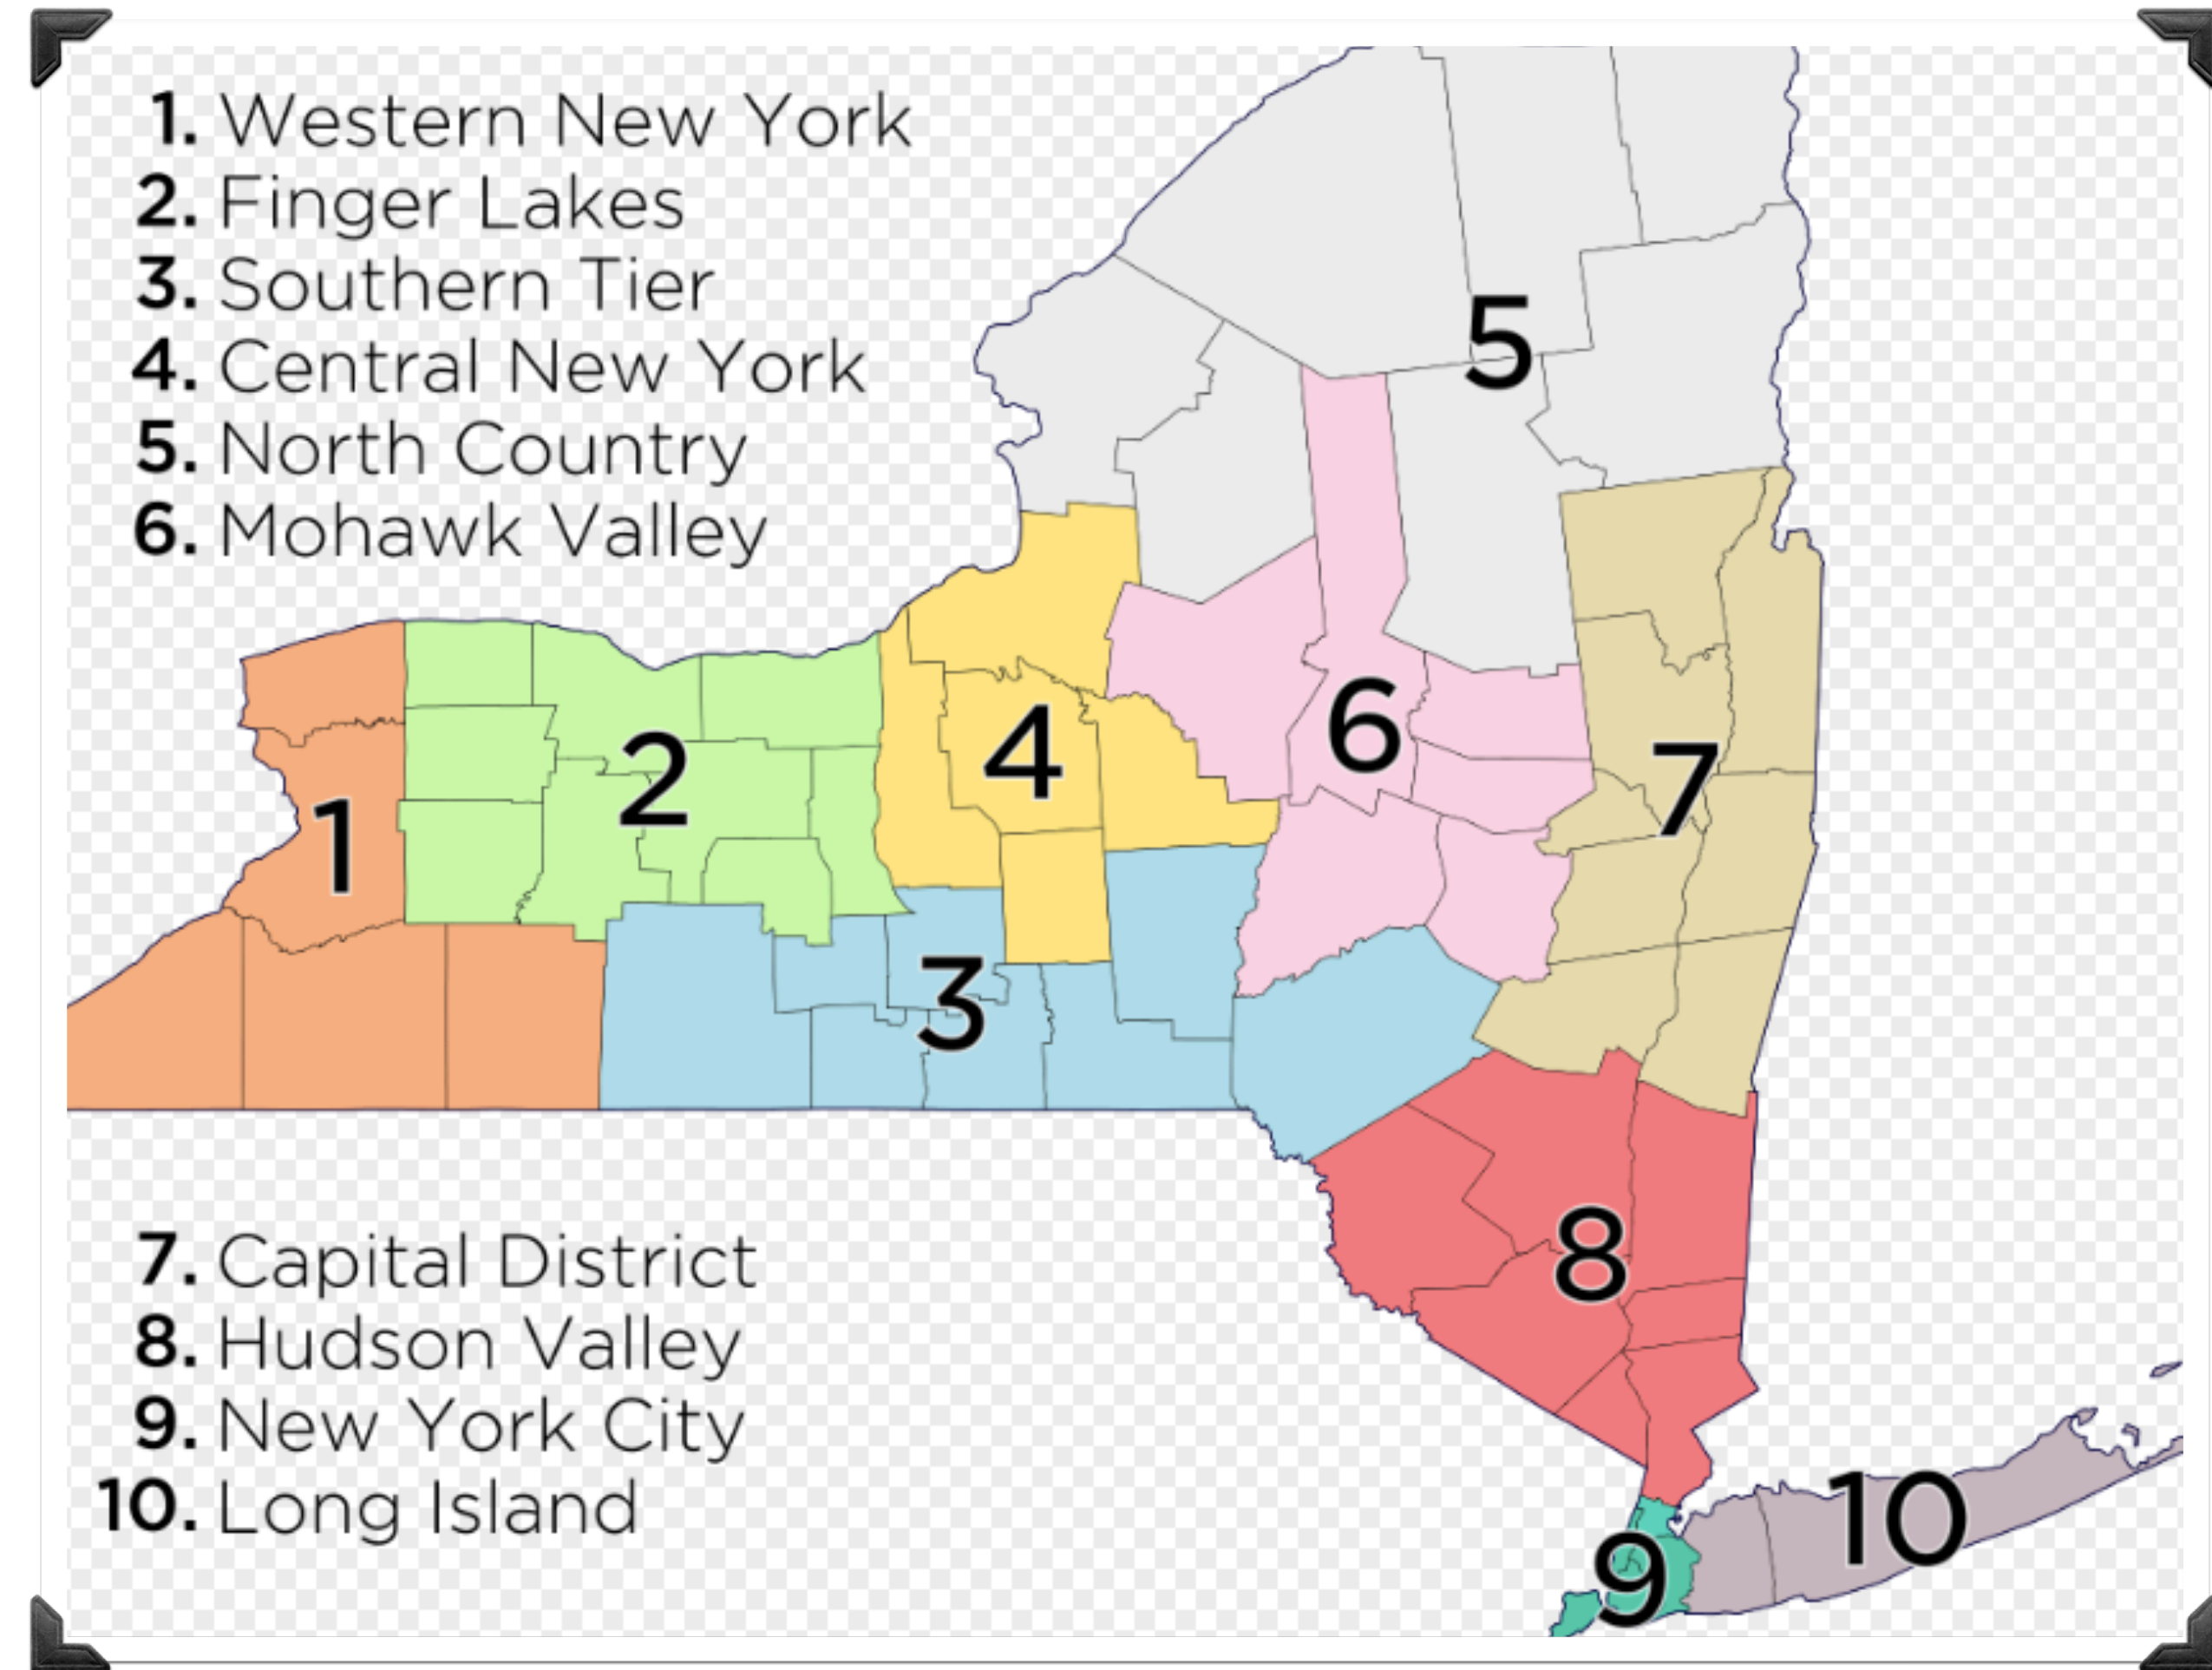 1. Western New York
2. Finger Lakes
3. Southern Tier
4. Central New York
5. North Country
6. Mohawk Valley
5
6
4
2
7
1
3
7. Capital District
8. Hudson Valley
9. New York City
10. Long Island
8
10
9